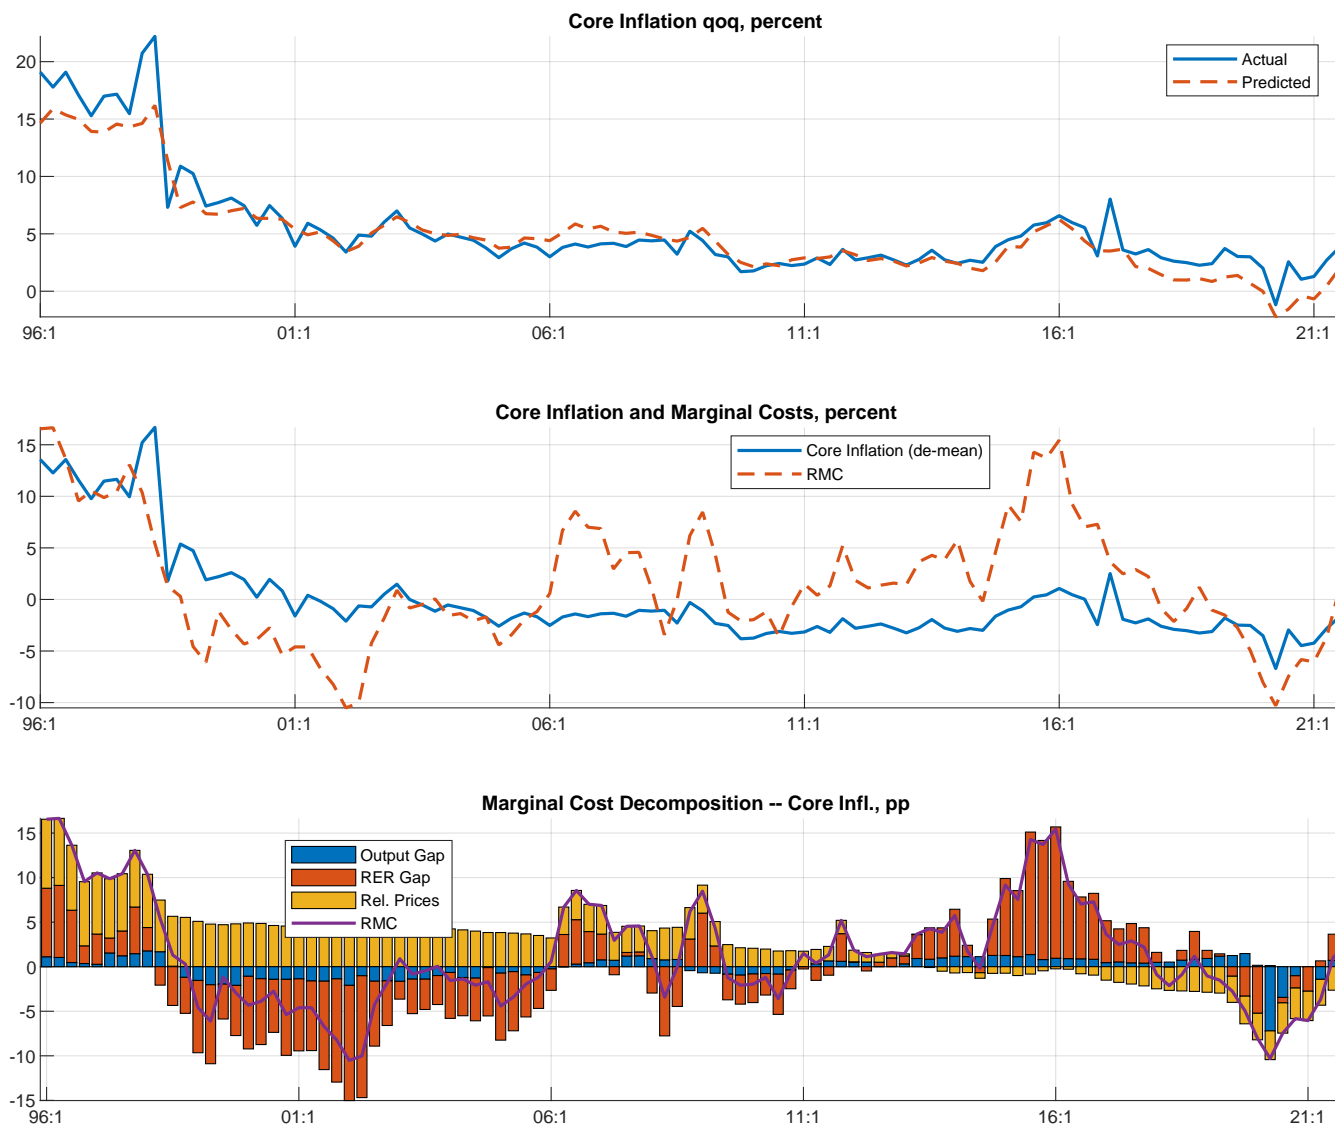 Core Inflation qoq, percent
20
15
10
5
0
Actual
Predicted
96:1 01:1 06:1 11:1 16:1 21:1
Core Inflation and Marginal Costs, percent
15
10
5
0
-5
-10
Core Inflation (de-mean)
RMC
96:1 01:1 06:1 11:1 16:1 21:1
Marginal Cost Decomposition -- Core Infl., pp
15
10
5
0
-5
-10
-15
Output Gap
RER Gap
Rel. Prices
RMC
96:1 01:1 06:1 11:1 16:1 21:1